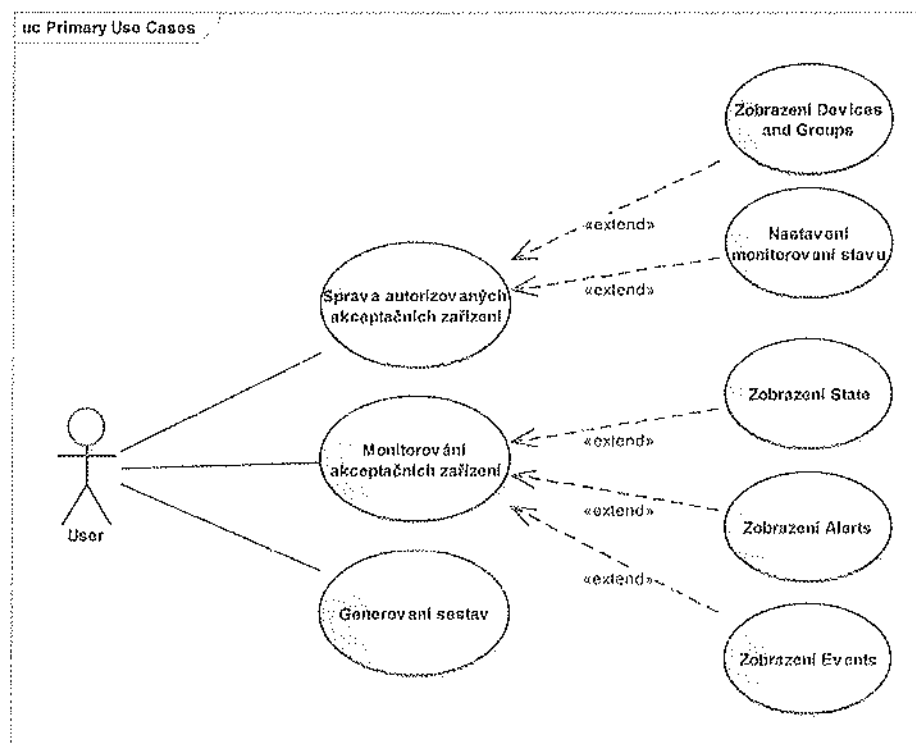 uc Primary Use Cases
Zobrazení Devices
and Groups
«extend»
Nastavení
monitorování stavu
«extend»
Správa autorizovaných
akceptačních zařízení
Zobrazení State
«extend»
Monitorování
akceptačních zařízení
«extend»
Zobrazení Alerts
User
«extend»
Generovaní sestav
Zobrazení Events